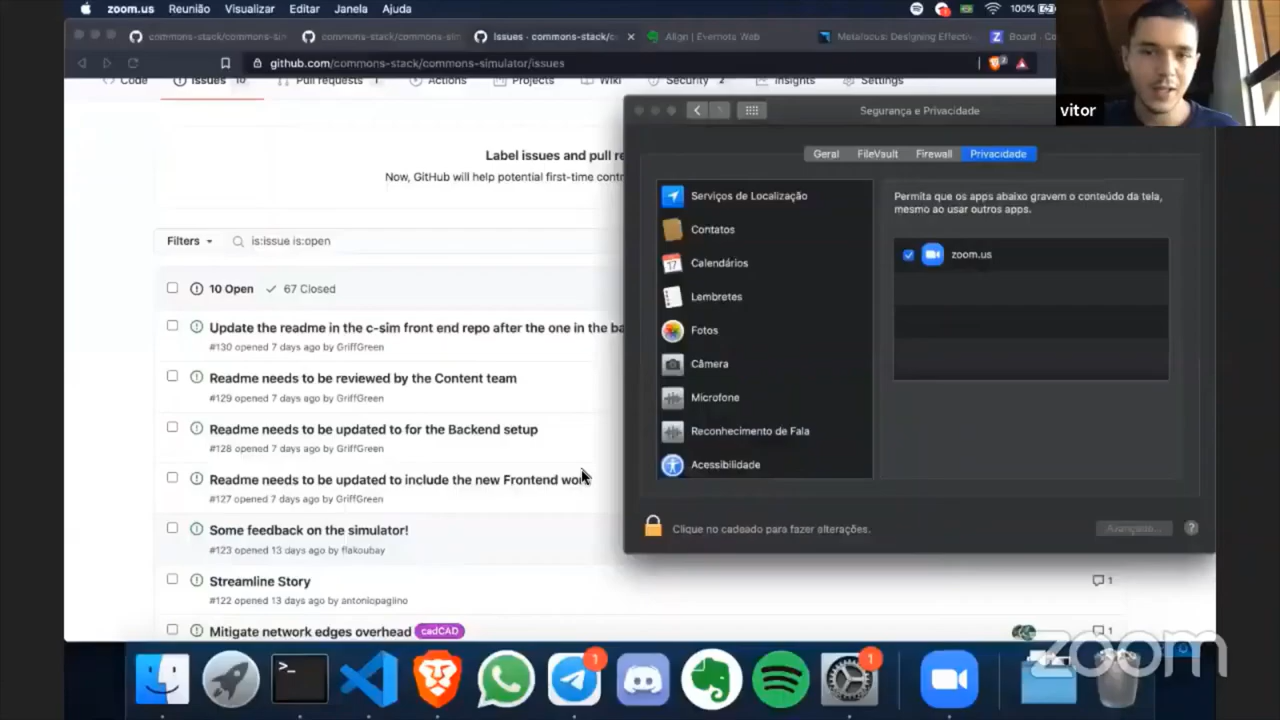 zoom.us Reunião Visualizar Editar Janela Ajuda 100%
commons-stack/commons-sim commons-stack/commons-sim Issues · commons-stack/c Align | Evernote Web Metafocus: Designing Effective Board · Co
github.com/commons-stack/commons-simulator/issues
Code Issues 10 Pull requests 1 Actions Projects Wiki Security 2 Insights Settings
vitor
Segurança e Privacidade
Geral FileVault Firewall Privacidade
Label issues and pull re
Now, GitHub will help potential first-time contr
Serviços de Localização
Contatos
17 Calendários
Lembretes
Fotos
Câmera
Microfone
Reconhecimento de Fala
Acessibilidade
Permita que os apps abaixo gravem o conteúdo da tela,
mesmo ao usar outros apps.
zoom.us
Clique no cadeado para fazer alterações.
Avançado... ?
Filters is:issue is:open
10 Open 67 Closed
Update the readme in the c-sim front end repo after the one in the ba
#130 opened 7 days ago by GriffGreen
Readme needs to be reviewed by the Content team
#129 opened 7 days ago by GriffGreen
Readme needs to be updated to for the Backend setup
#128 opened 7 days ago by GriffGreen
Readme needs to be updated to include the new Frontend wo
#127 opened 7 days ago by GriffGreen
Some feedback on the simulator!
#123 opened 13 days ago by flakoubay
Streamline Story 1
#122 opened 13 days ago by antoniopaglino
Mitigate network edges overhead cadCAD 1
zoom
1
1